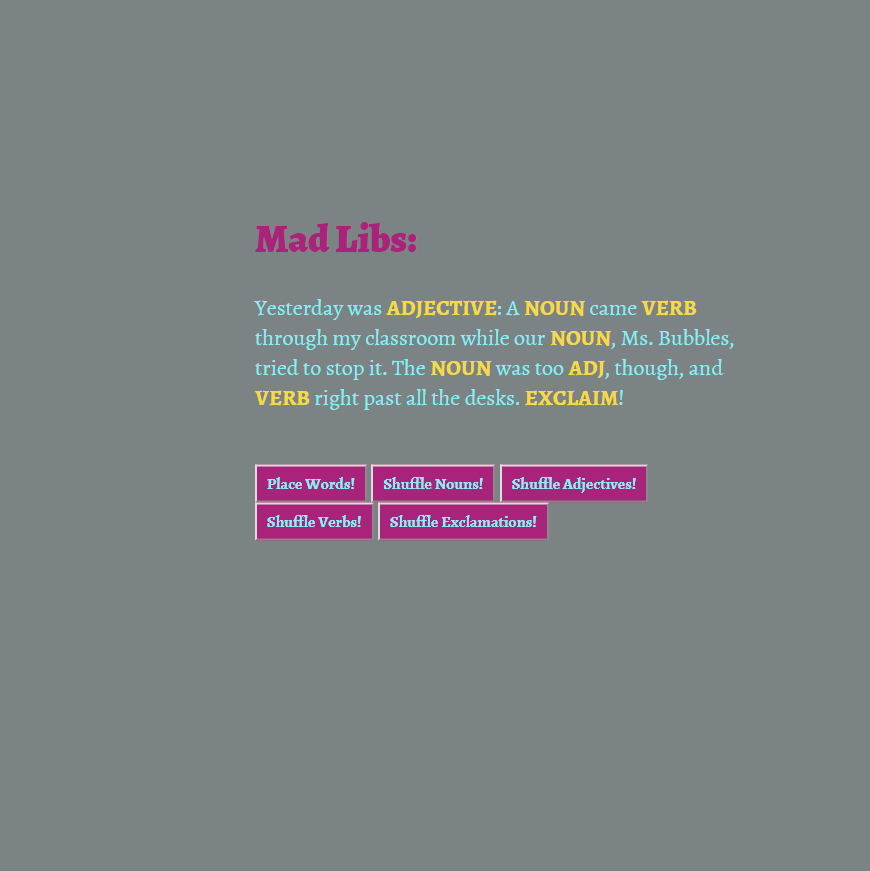 Mad Libs:
Yesterday was ADJECTIVE: A NOUN came VERB
through my classroom while our NOUN, Ms. Bubbles,
tried to stop it. The NOUN was too ADJ, though, and
VERB right past all the desks. EXCLAIM!
Place Words! Shuffle Nouns! Shuffle Adjectives!
Shuffle Verbs! Shuffle Exclamations!